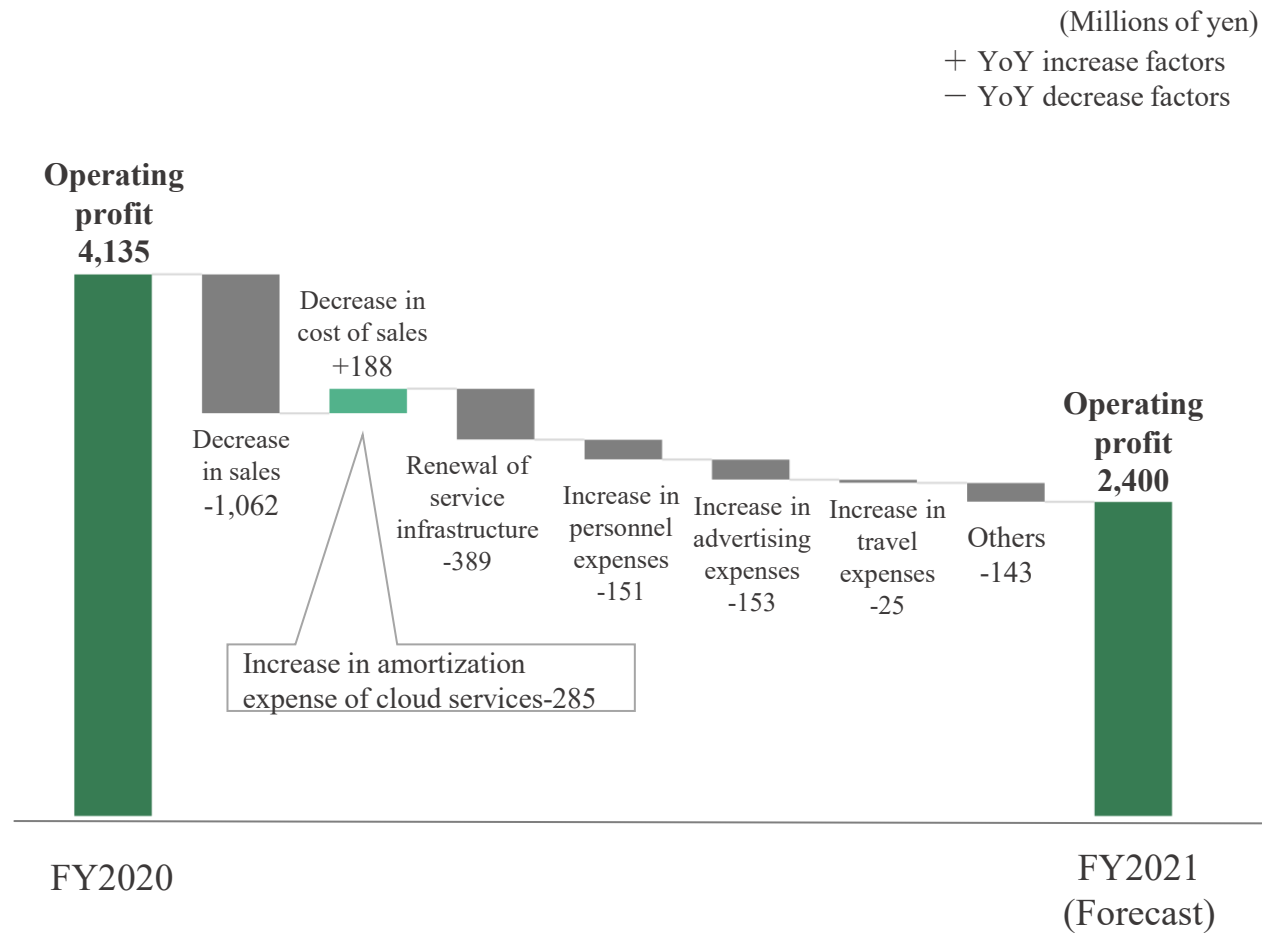 (Millions of yen)
＋ YoY increase factors
－ YoY decrease factors
Operating
profit
4,135
Decrease
in sales
-1,062
Decrease in
cost of sales
+188
Renewal of
service
infrastructure
-389
Increase in
personnel
expenses
-151
Increase in
advertising
expenses
-153
Increase in
travel
expenses
-25
Others
-143
Operating
profit
2,400
Increase in amortization
expense of cloud services-285
FY2020
FY2021
(Forecast)